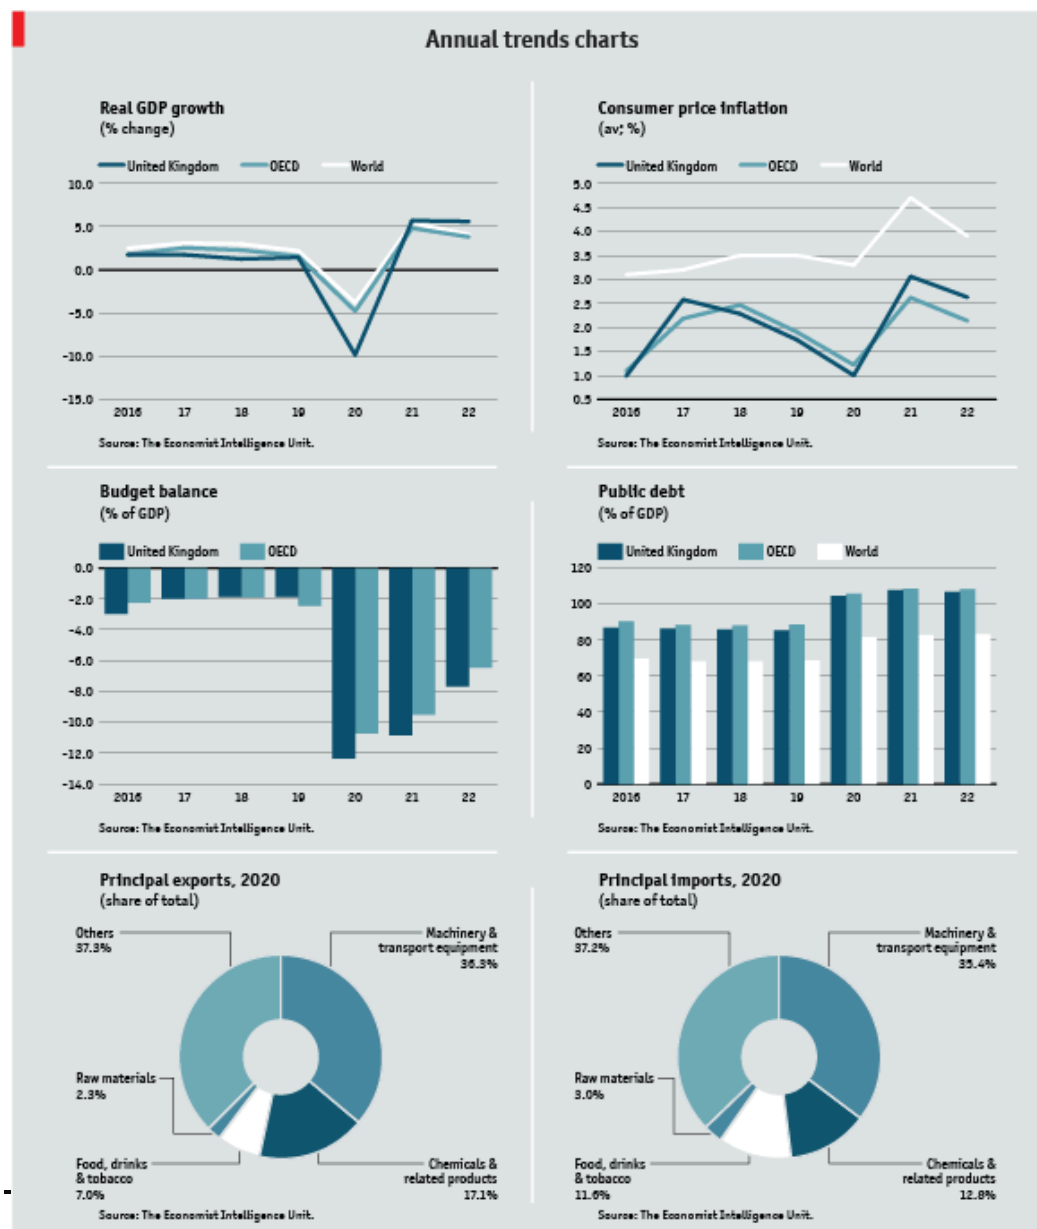 Annual trends charts
Real GDP growth
(% change)
United Kingdom OECD World
10.0
5.0
0.0
-5.0
-10.0
-15.0
2016 17 18 19 20 21 22
Source: The Economist Intelligence Unit.
Consumer price inflation
(av; %)
United Kingdom OECD World
5.0
4.5
4.0
3.5
3.0
2.5
2.0
1.5
1.0
0.5
2016 17 18 19 20 21 22
Source: The Economist Intelligence Unit.
Budget balance
(% of GDP)
United Kingdom OECD
0.0
-2.0
-4.0
-6.0
-8.0
-10.0
-12.0
-14.0
2016 17 18 19 20 21 22
Source: The Economist Intelligence Unit.
Public debt
(% of GDP)
United Kingdom OECD World
120
100
80
60
40
20
0
2016 17 18 19 20 21 22
Source: The Economist Intelligence Unit.
Principal exports, 2020
(share of total)
Others
37.3%
Machinery &
transport equipment
36.3%
Raw materials
2.3%
Food, drinks
& tobacco
7.0%
Chemicals &
related products
17.1%
Source: The Economist Intelligence Unit.
Principal imports, 2020
(share of total)
Others
37.2%
Machinery &
transport equipment
35.4%
Raw materials
3.0%
Food, drinks
& tobacco
11.6%
Chemicals &
related products
12.8%
Source: The Economist Intelligence Unit.